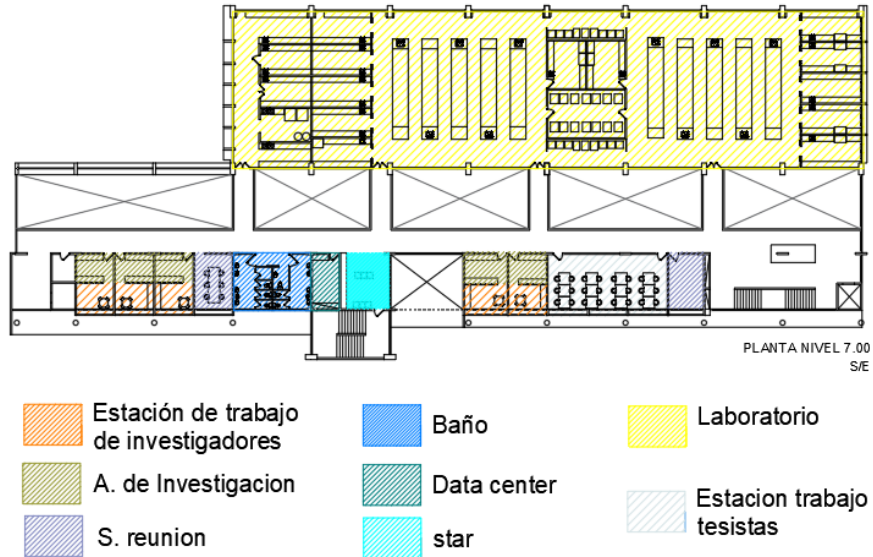 PLANTA NIVEL 7.00
S/E
Estación de trabajo
de investigadores
Baño
Laboratorio
A. de Investigacion
Data center
Estacion trabajo
tesistas
S. reunion
star